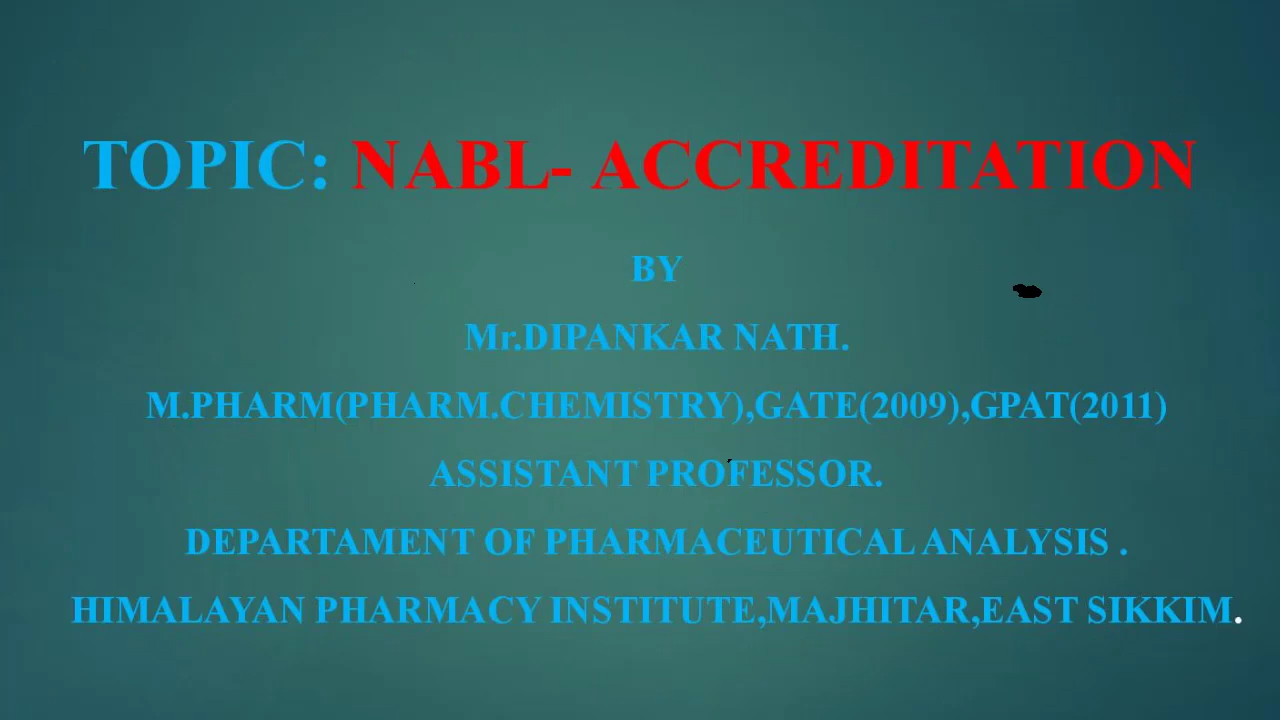 TOPIC: NABL- ACCREDITATION
BY
Mr.DIPANKAR NATH.
M.PHARM(PHARM.CHEMISTRY),GATE(2009),GPAT(2011)
ASSISTANT PROFESSOR.
DEPARTAMENT OF PHARMACEUTICAL ANALYSIS .
HIMALAYAN PHARMACY INSTITUTE,MAJHITAR,EAST SIKKIM.